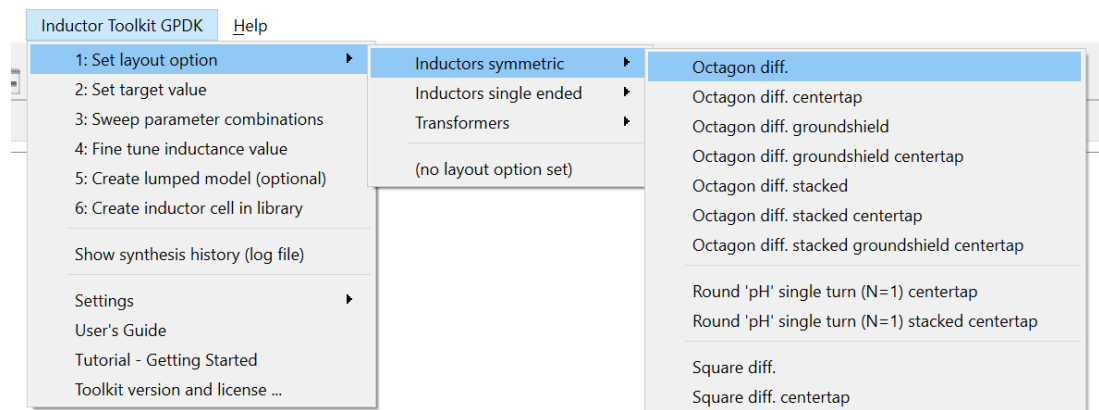 Inductor Toolkit GPDK Help
1: Set layout option
2: Set target value
3: Sweep parameter combinations
4: Fine tune inductance value
5: Create lumped model (optional)
6: Create inductor cell in library
Show synthesis history (log file)
Settings
User's Guide
Tutorial - Getting Started
Toolkit version and license ...
Inductors symmetric
Inductors single ended
Transformers
(no layout option set)
Octagon diff.
Octagon diff. centertap
Octagon diff. groundshield
Octagon diff. groundshield centertap
Octagon diff. stacked
Octagon diff. stacked centertap
Octagon diff. stacked groundshield centertap
Round 'pH' single turn (N=1) centertap
Round 'pH' single turn (N=1) stacked centertap
Square diff.
Square diff. centertap